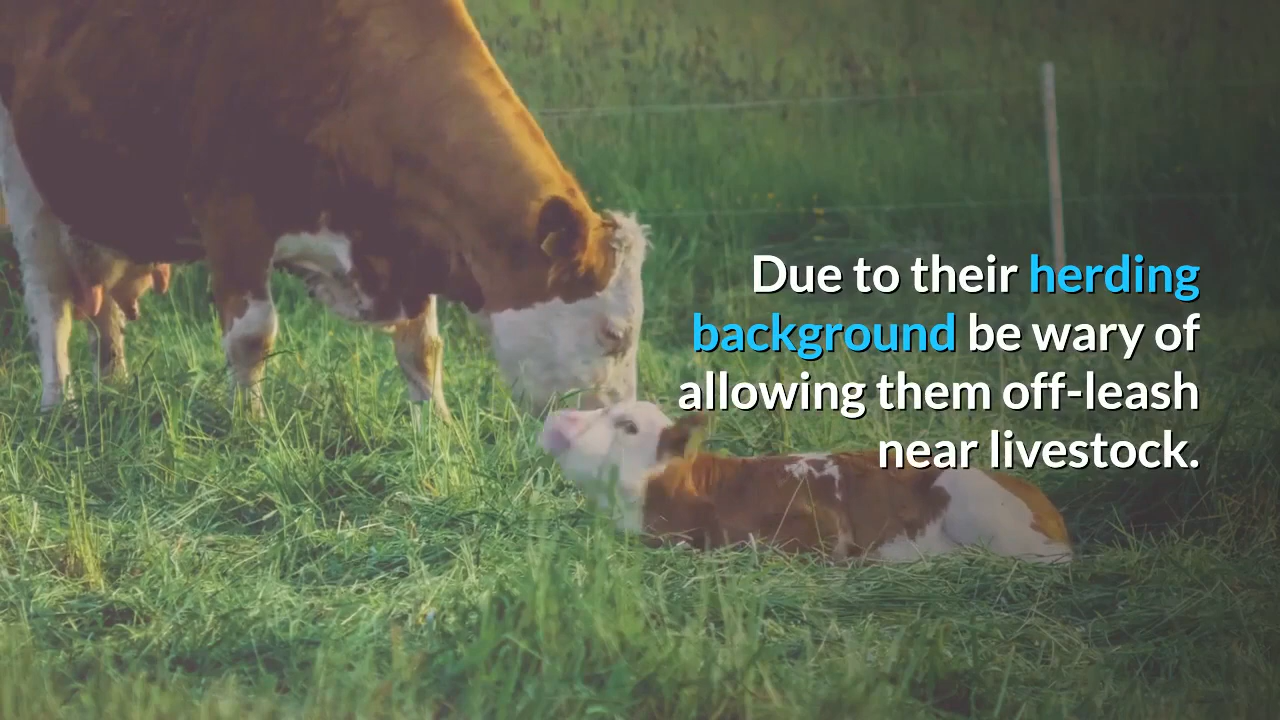 Due to their herding
background be wary of
allowing them off-leash
near livestock.